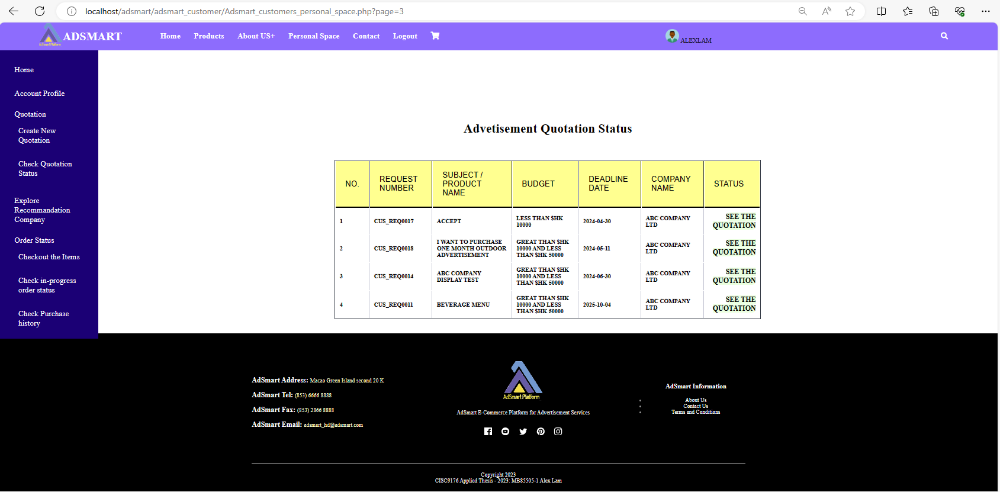 localhost/adsmart/adsmart_customer/Adsmart_customers_personal_space.php?page=3
AdSmart Platform
ADSMART
Home
Products
About US+
Personal Space
Contact
Logout
ALEXLAM
Home
Account Profile
Quotation
Create New
Quotation
Check Quotation
Status
Explore
Recommandation
Company
Order Status
Checkout the Items
Check in-progress
order status
Check Purchase
history
Advetisement Quotation Status
NO.
REQUEST
NUMBER
SUBJECT /
PRODUCT
NAME
BUDGET
DEADLINE
DATE
COMPANY
NAME
STATUS
1
CUS_REQ0017
ACCEPT
LESS THAN $HK
10000
2024-04-30
ABC COMPANY
LTD
SEE THE
QUOTATION
2
CUS_REQ0018
I WANT TO PURCHASE
ONE MONTH OUTDOOR
ADVERTISEMENT
GREAT THAN $HK
10000 AND LESS
THAN $HK 50000
2024-05-11
ABC COMPANY
LTD
SEE THE
QUOTATION
3
CUS_REQ0014
ABC COMPANY
DISPLAY TEST
GREAT THAN $HK
10000 AND LESS
THAN $HK 50000
2024-06-30
ABC COMPANY
LTD
SEE THE
QUOTATION
4
CUS_REQ0011
BEVERAGE MENU
GREAT THAN $HK
10000 AND LESS
THAN $HK 50000
2025-10-04
ABC COMPANY
LTD
SEE THE
QUOTATION
AdSmart Address: Macao Green Island second 20 K
AdSmart Tel: (853) 6666 8888
AdSmart Fax: (853) 2866 8888
AdSmart Email: adsmart_hd@adsmart.com
AdSmart Platform
AdSmart E-Commerce Platform for Advertisement Services
AdSmart Information
About Us
Contact Us
Terms and Conditions
Copyright 2023
CISC9176 Applied Thesis - 2023: MB85505-1 Alex Lam